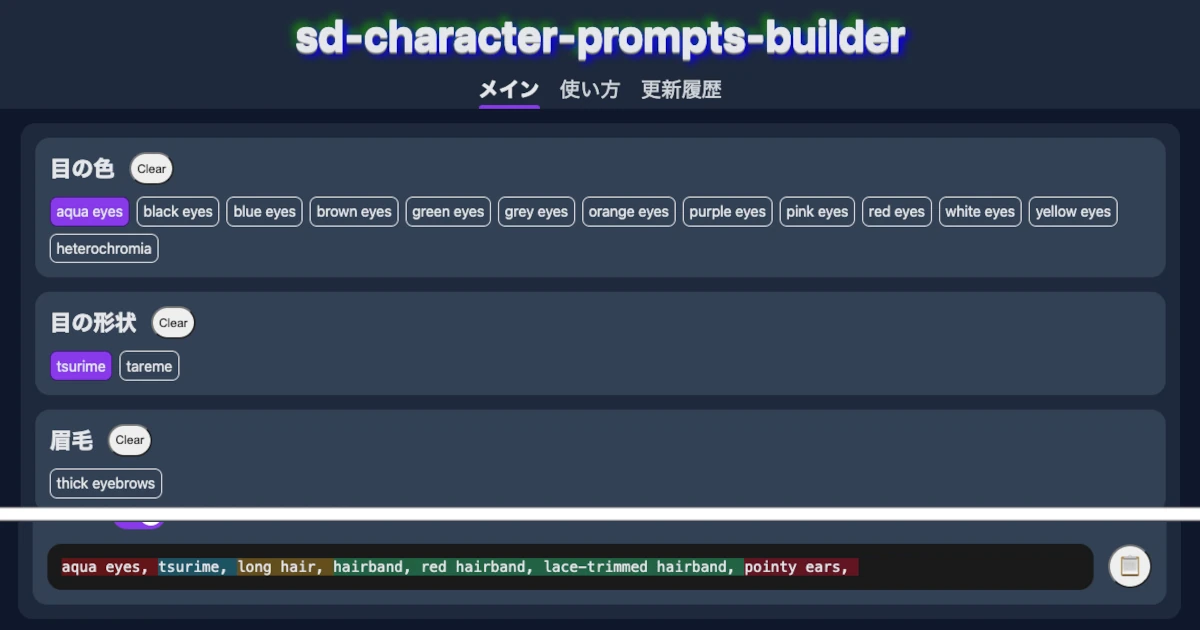 sd-character-prompts-builder
メイン 使い方 更新履歴
目の色 Clear
aqua eyes black eyes blue eyes brown eyes green eyes grey eyes orange eyes purple eyes pink eyes red eyes white eyes yellow eyes
heterochromia
目の形状 Clear
tsurime tareme
眉毛 Clear
thick eyebrows
aqua eyes, tsurime, long hair, hairband, red hairband, lace-trimmed hairband, pointy ears,